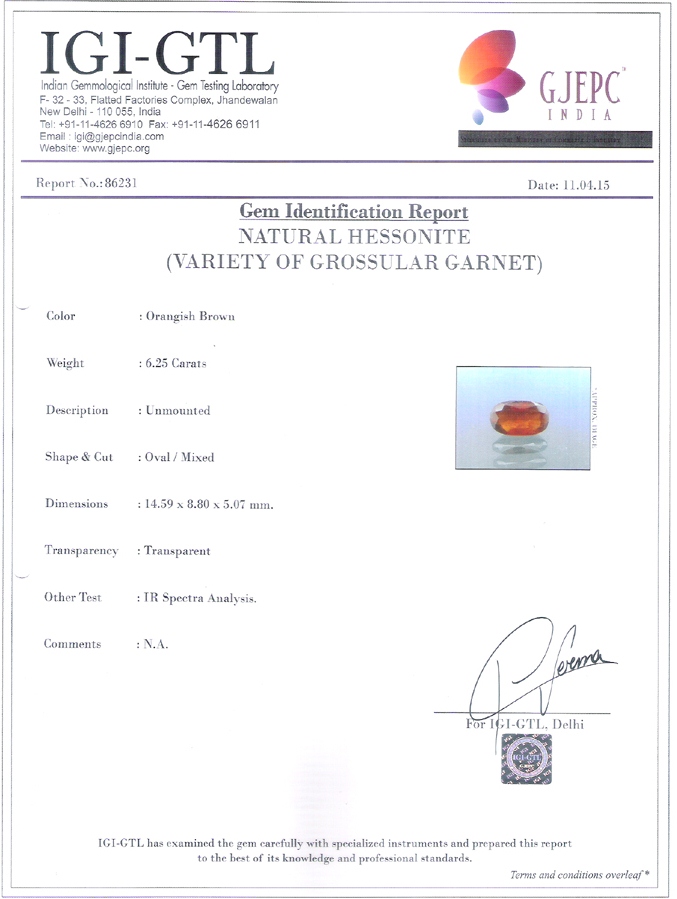 IGI-GTL
Indian Gemmological Institute - Gem Testing Laboratory
F- 32 - 33, Flatted Factories Complex, Jhandewalan
New Delhi - 110 055, India
Tel: +91-11-4626 6910 Fax: +91-11-4626 6911
Email : igi@gjepcindia.com
Website: www.gjepc.org
GJEPC
INDIA
Report No.: 86231
Date: 11.04.15
Gem Identification Report
NATURAL HESSONITE
(VARIETY OF GROSSULAR GARNET)
Color : Orangish Brown
Weight : 6.25 Carats
Description : Unmounted
Shape & Cut : Oval / Mixed
Dimensions : 14.59 x 8.80 x 5.07 mm.
Transparency : Transparent
Other Test : IR Spectra Analysis.
Comments : N.A.
Verma
For IGI-GTL, Delhi
IGI-GTL
GJEPC
IGI-GTL has examined the gem carefully with specialized instruments and prepared this report
to the best of its knowledge and professional standards.
Terms and conditions overleaf *